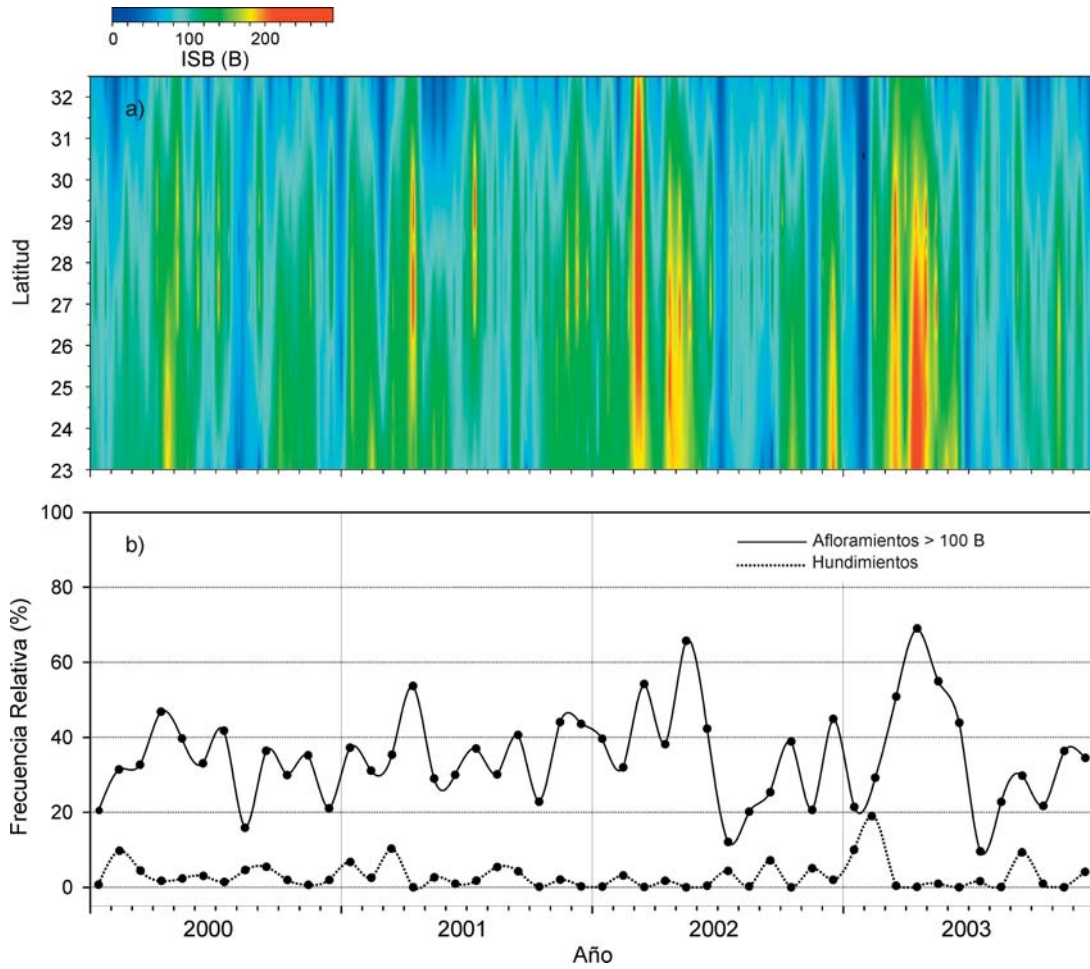 0 100 200
ISB (B)
a)
32
31
30
29
28
27
26
25
24
23
Latitud
b)
100
80
60
40
20
0
Frecuencia Relativa (%)
Afloramientos > 100 B
Hundimientos
2000 2001 2002 2003
Año